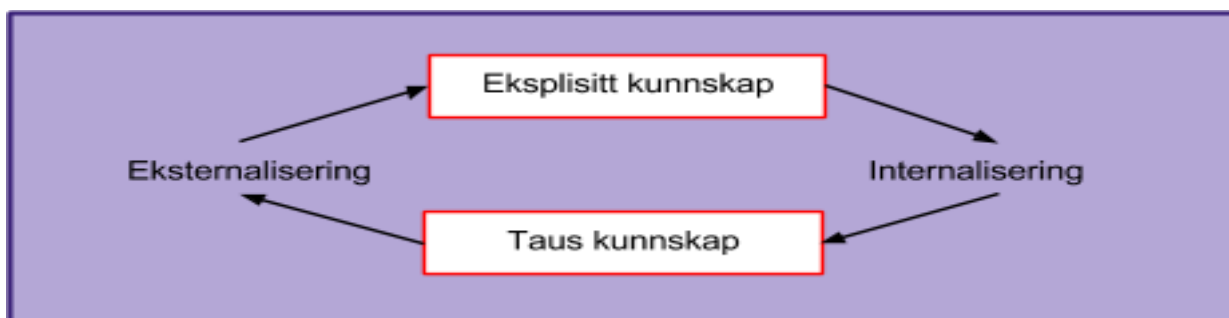 Eksplisitt kunnskap
Eksternalisering
Internalisering
Taus kunnskap